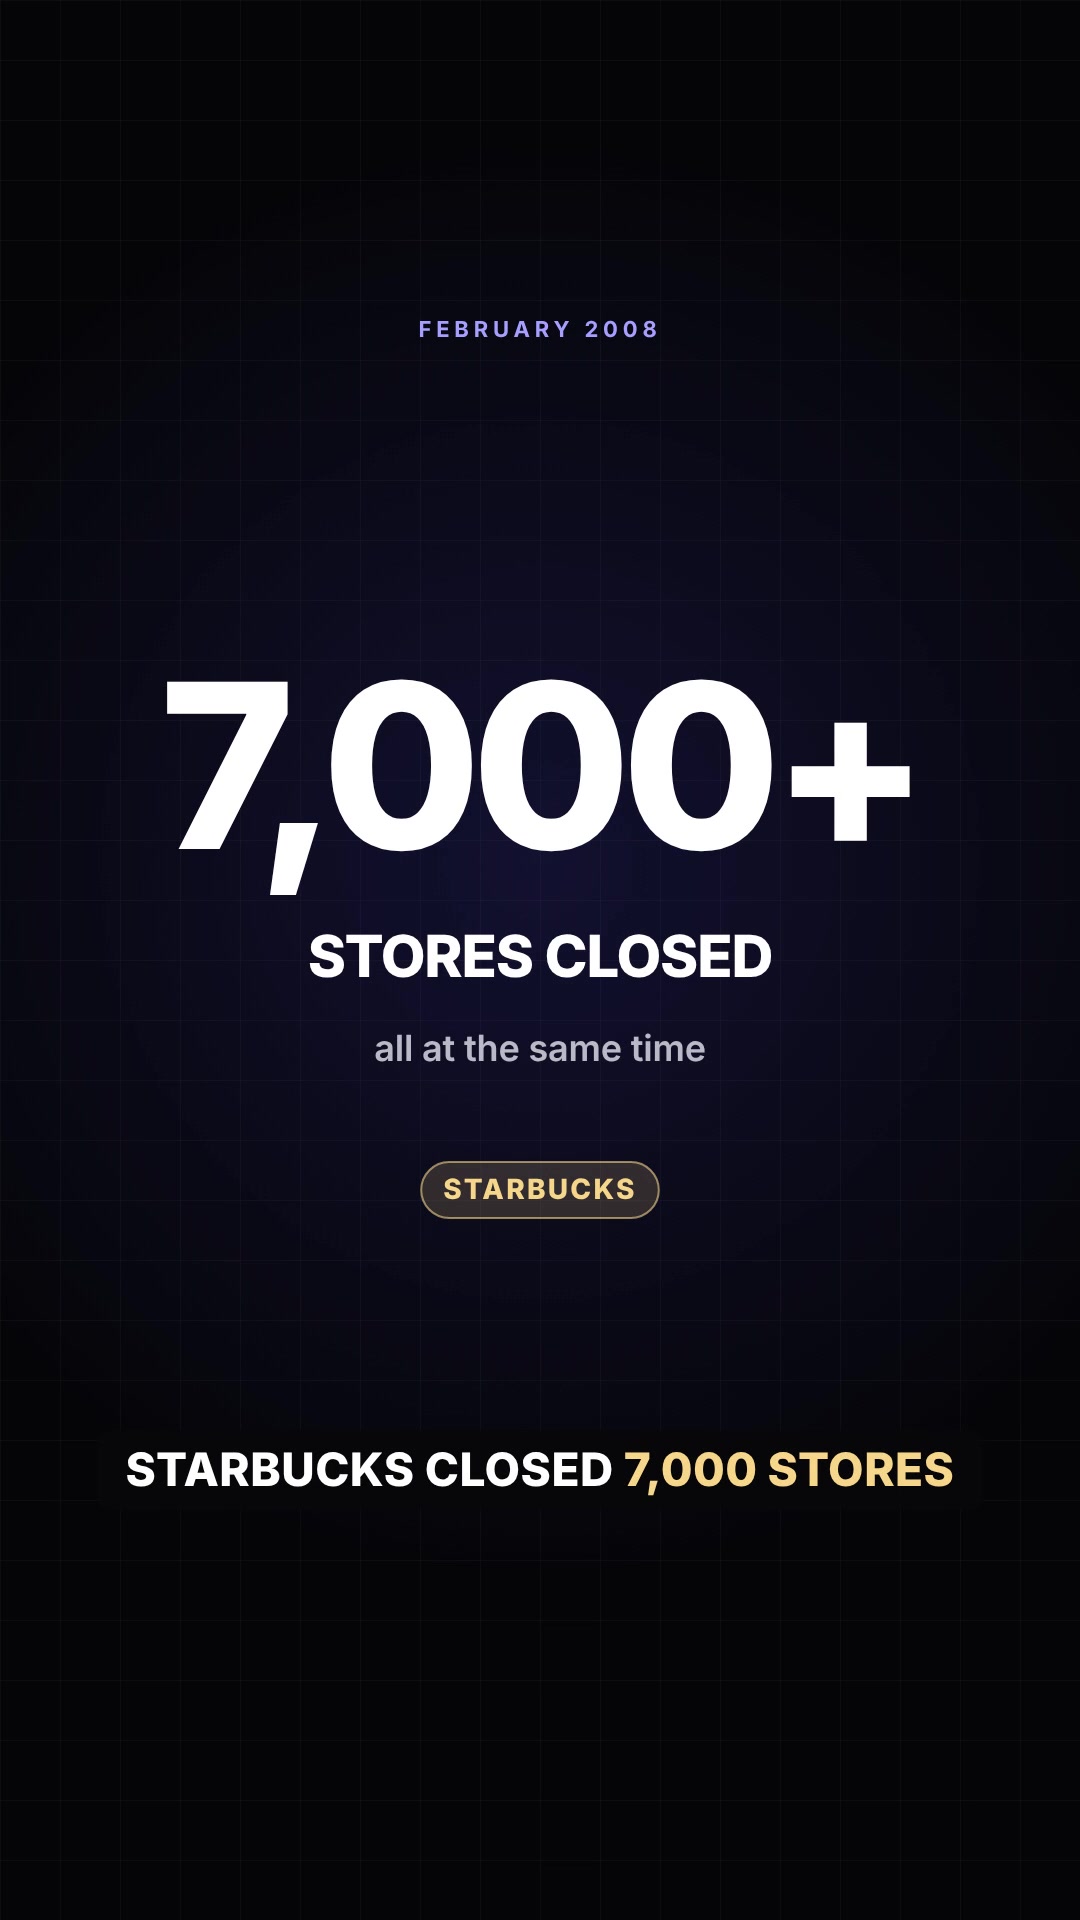 FEBRUARY 2008
7,000+
STORES CLOSED
all at the same time
STARBUCKS
STARBUCKS CLOSED 7,000 STORES